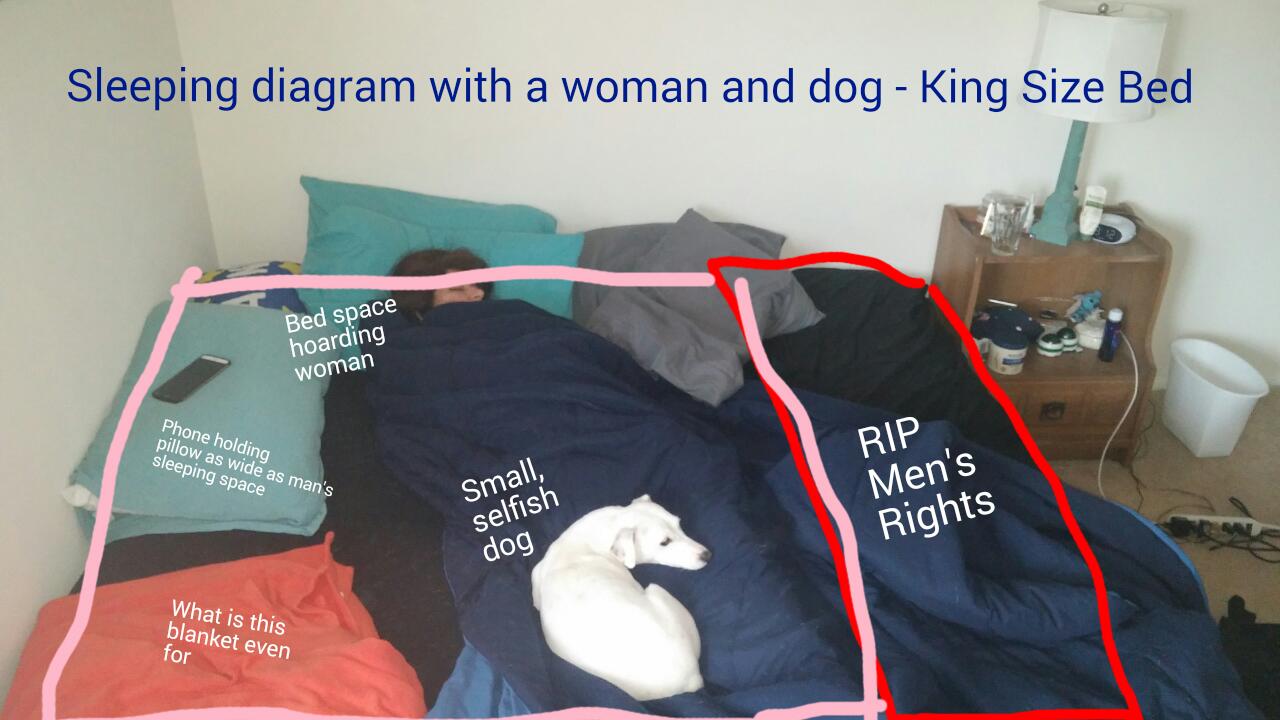 Sleeping diagram with a woman and dog - King Size Bed
Bed space
hoarding
woman
Phone holding
pillow as wide as man's
sleeping space
What is this
blanket even
for
Small,
selfish
dog
RIP
Men's
Rights